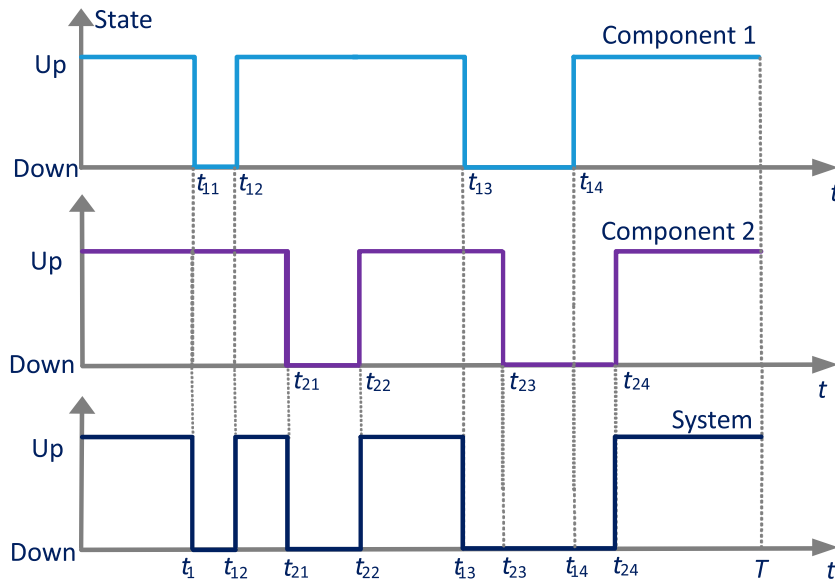 State
Component 1
Up
Down
t11 t12 t13 t14 t
Component 2
Up
Down
t21 t22 t23 t24 t
System
Up
Down
t1 t12 t21 t22 t13 t23 t14 t24 T t